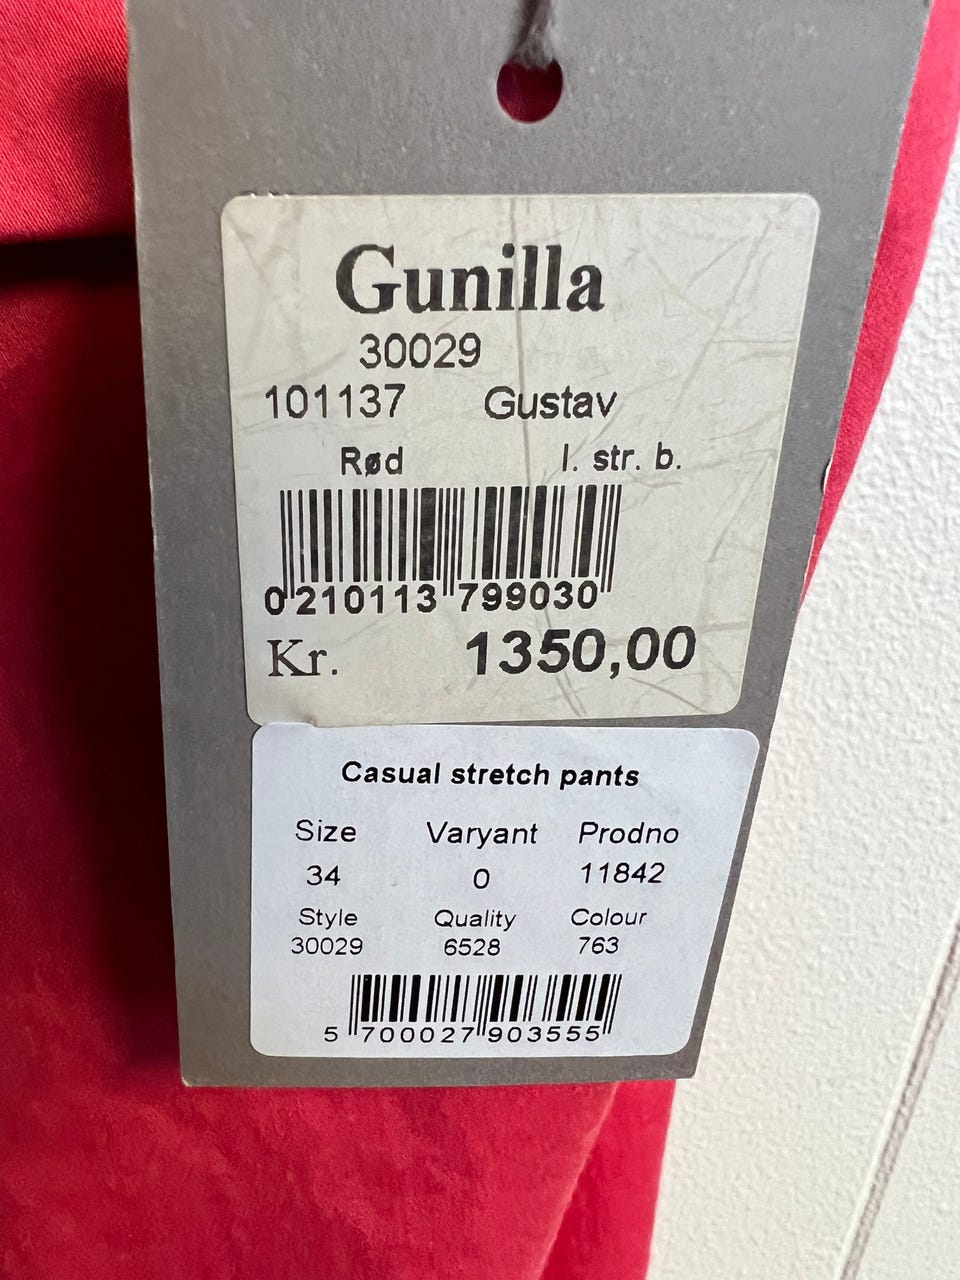 Gunilla
30029
101137 Gustav
Rød l. str. b.
0 210113 799030
Kr. 1350,00
Casual stretch pants
Size Varyant Prodno
34 0 11842
Style Quality Colour
30029 6528 763
5 700027 903555